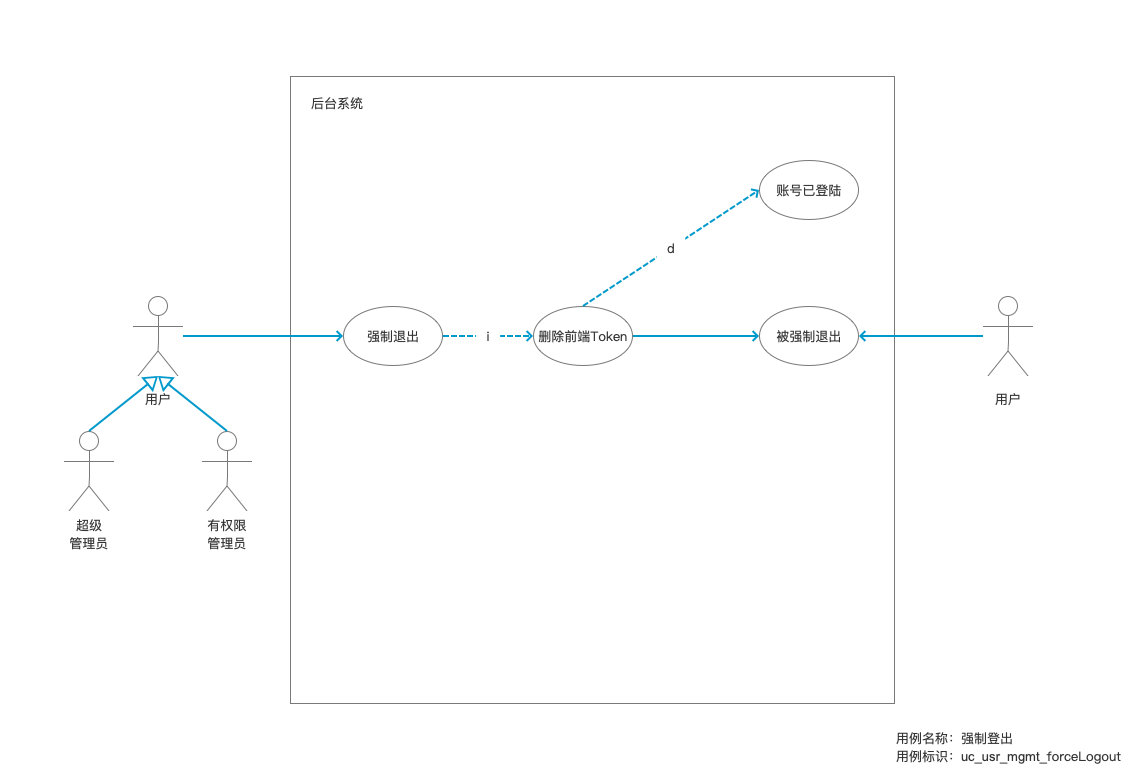 后台系统
账号已登陆
d
强制退出
i
删除前端Token
被强制退出
用户
用户
超级
管理员
有权限
管理员
用例名称：强制登出
用例标识：uc_usr_mgmt_forceLogout